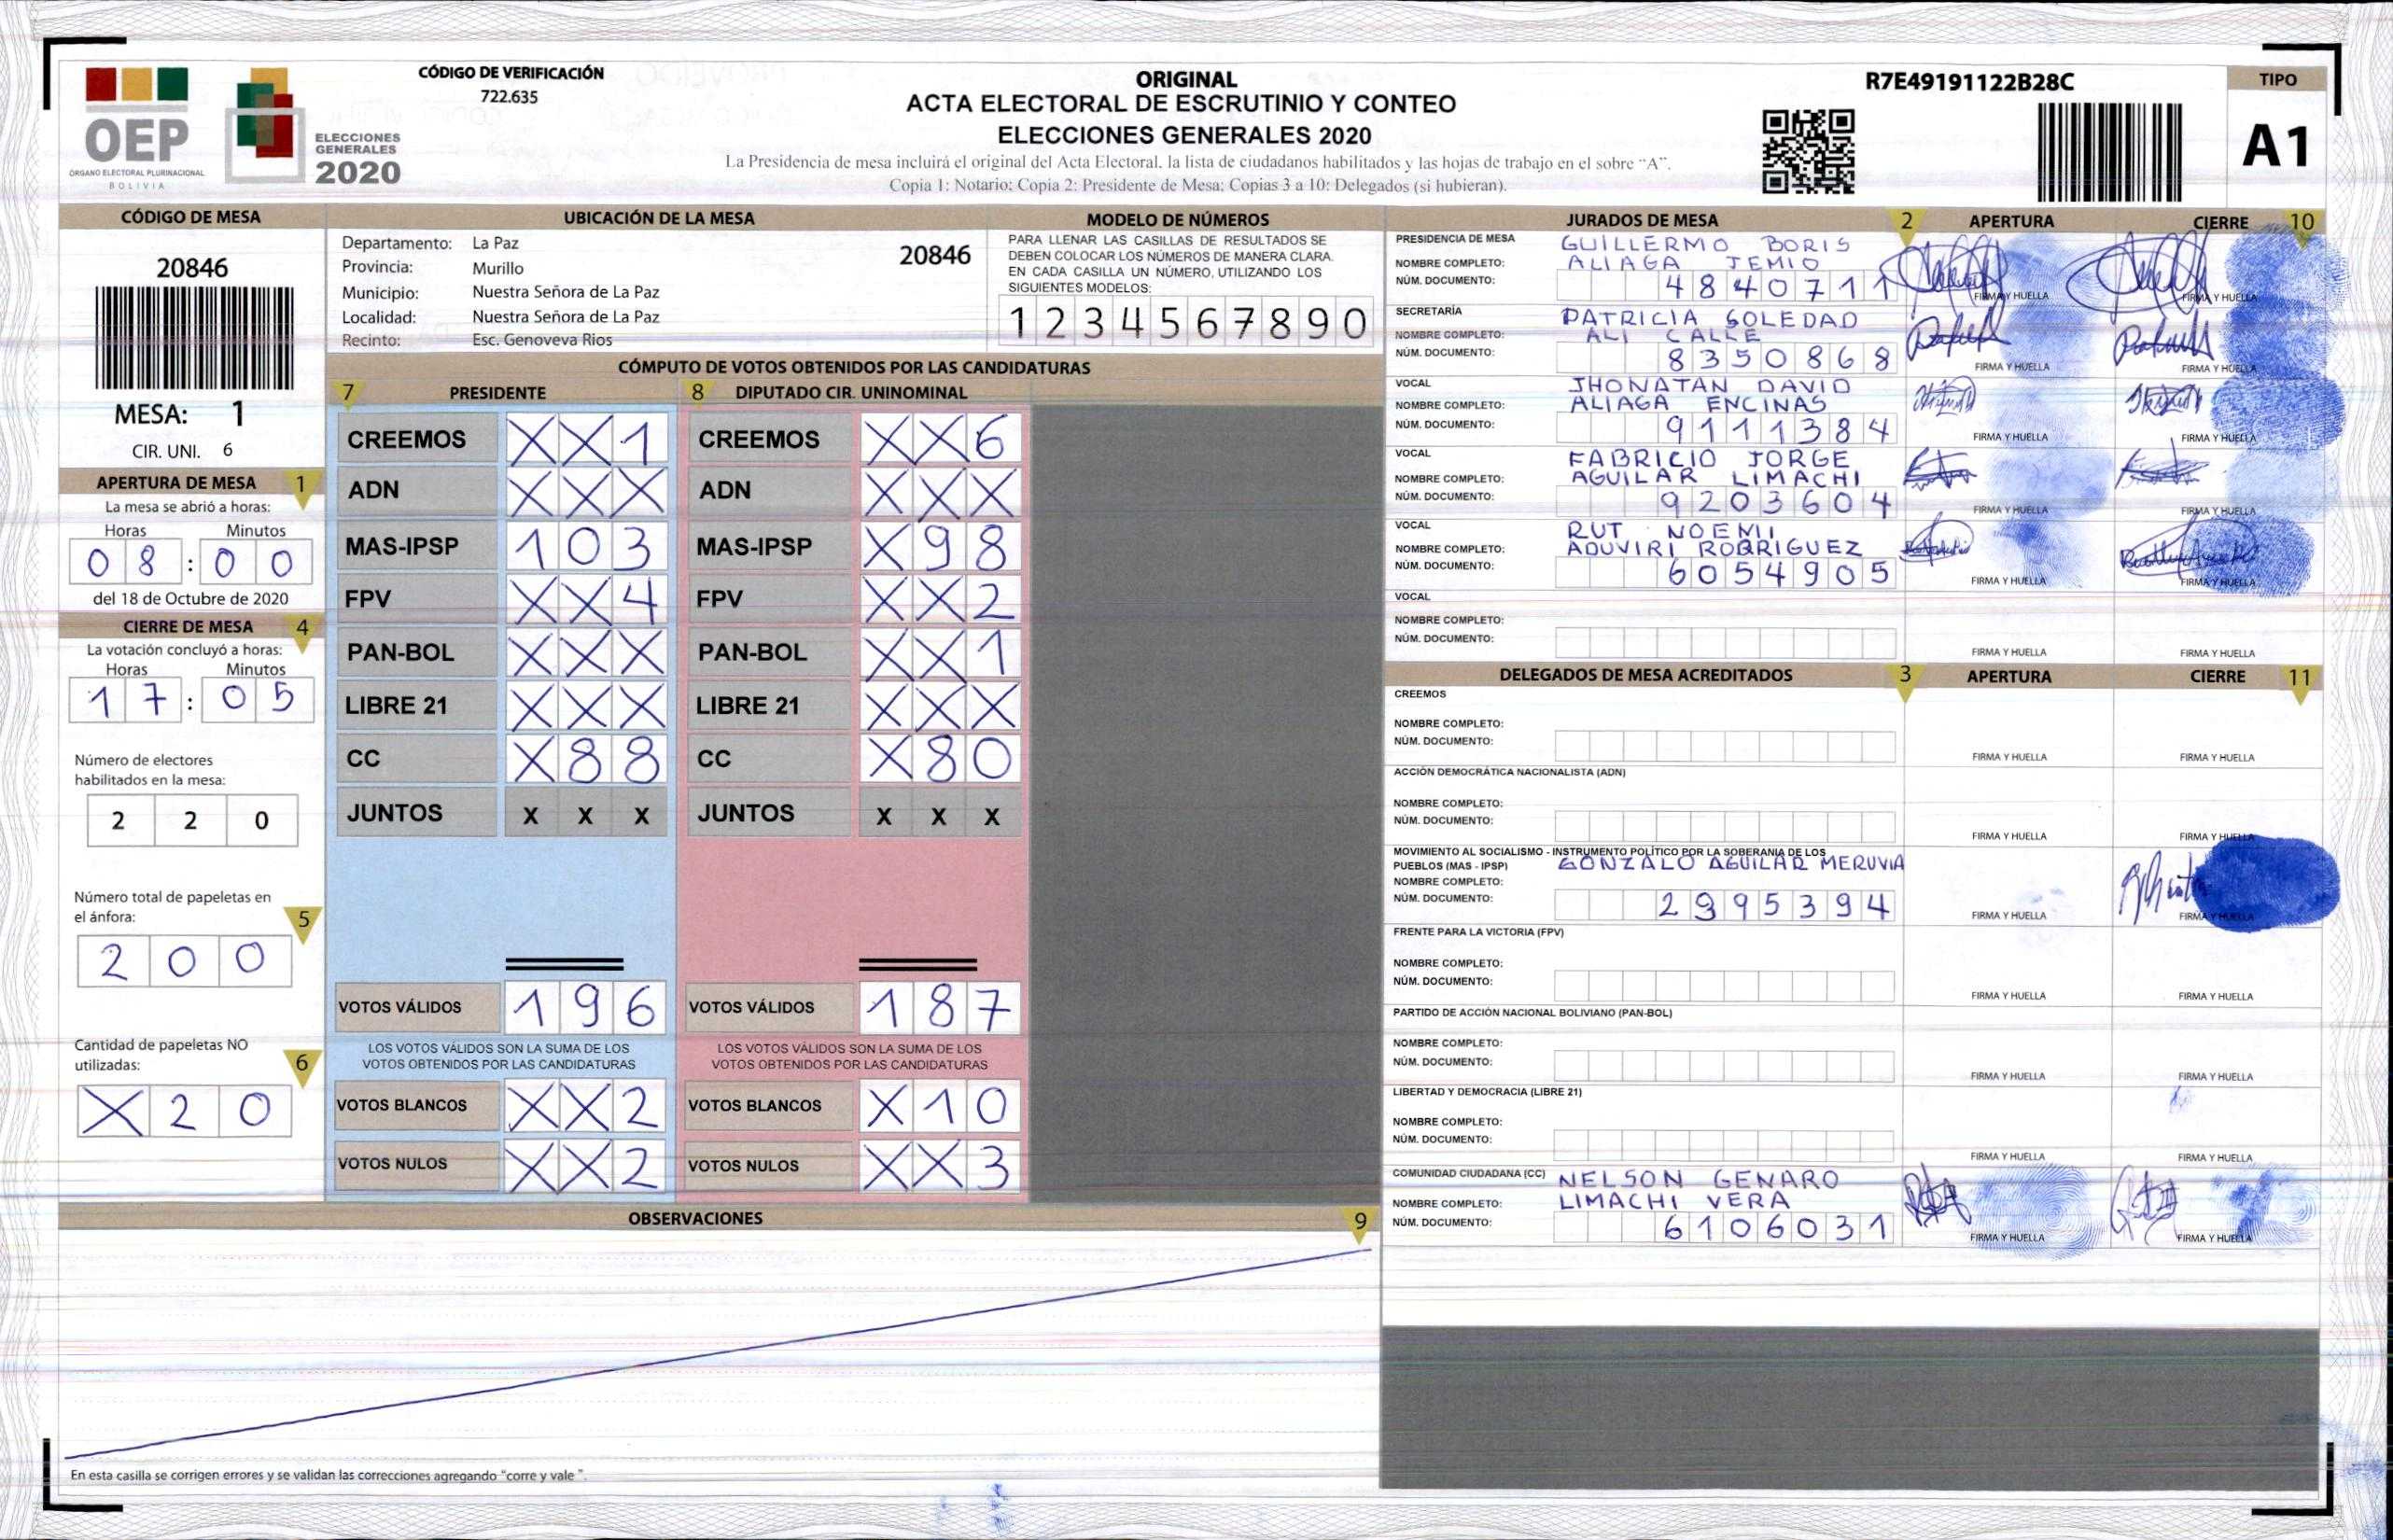 OEP
ÓRGANO ELECTORAL PLURINACIONAL
BOLIVIA
ELECCIONES
GENERALES
2020
CÓDIGO DE VERIFICACIÓN
722.635
ORIGINAL
ACTA ELECTORAL DE ESCRUTINIO Y CONTEO
ELECCIONES GENERALES 2020
La Presidencia de mesa incluirá el original del Acta Electoral, la lista de ciudadanos habilitados y las hojas de trabajo en el sobre “A”.
Copia 1: Notario; Copia 2: Presidente de Mesa; Copias 3 a 10: Delegados (si hubieran).
R7E49191122B28C
TIPO
A1
CÓDIGO DE MESA
20846
MESA: 1
CIR. UNI. 6
APERTURA DE MESA 1
La mesa se abrió a horas:
Horas Minutos
08:00
del 18 de Octubre de 2020
CIERRE DE MESA 4
La votación concluyó a horas:
Horas Minutos
17:05
Número de electores
habilitados en la mesa:
2 2 0
Número total de papeletas en
el ánfora: 5
2 0 0
Cantidad de papeletas NO
utilizadas: 6
X 2 0
UBICACIÓN DE LA MESA
Departamento: La Paz 20846
Provincia: Murillo
Municipio: Nuestra Señora de La Paz
Localidad: Nuestra Señora de La Paz
Recinto: Esc. Genoveva Rios
MODELO DE NÚMEROS
PARA LLENAR LAS CASILLAS DE RESULTADOS SE
DEBEN COLOCAR LOS NÚMEROS DE MANERA CLARA.
EN CADA CASILLA UN NÚMERO, UTILIZANDO LOS
SIGUIENTES MODELOS:
1 2 3 4 5 6 7 8 9 0
CÓMPUTO DE VOTOS OBTENIDOS POR LAS CANDIDATURAS
7 PRESIDENTE 8 DIPUTADO CIR. UNINOMINAL
CREEMOS X X 1 CREEMOS X X 6
ADN X X X ADN X X X
MAS-IPSP 1 0 3 MAS-IPSP X 9 8
FPV X X 4 FPV X X 2
PAN-BOL X X X PAN-BOL X X 1
LIBRE 21 X X X LIBRE 21 X X X
CC X 8 8 CC X 8 0
JUNTOS X X X JUNTOS X X X
VOTOS VÁLIDOS 1 9 6 VOTOS VÁLIDOS 1 8 7
LOS VOTOS VÁLIDOS SON LA SUMA DE LOS LOS VOTOS VÁLIDOS SON LA SUMA DE LOS
VOTOS OBTENIDOS POR LAS CANDIDATURAS VOTOS OBTENIDOS POR LAS CANDIDATURAS
VOTOS BLANCOS X X 2 VOTOS BLANCOS X 1 0
VOTOS NULOS X X 2 VOTOS NULOS X X 3
OBSERVACIONES 9
En esta casilla se corrigen errores y se validan las correcciones agregando “corre y vale ”.
JURADOS DE MESA 2 APERTURA CIERRE 10
PRESIDENCIA DE MESA GUILLERMO BORIS
NOMBRE COMPLETO: ALIAGA JEMIO
NÚM. DOCUMENTO: 4840711 FIRMA Y HUELLA FIRMA Y HUELLA
SECRETARÍA PATRICIA SOLEDAD
NOMBRE COMPLETO: ALI CALLE
NÚM. DOCUMENTO: 8350868 FIRMA Y HUELLA FIRMA Y HUELLA
VOCAL JHONATAN DAVID
NOMBRE COMPLETO: ALIAGA ENCINAS
NÚM. DOCUMENTO: 9111384 FIRMA Y HUELLA FIRMA Y HUELLA
VOCAL FABRICIO JORGE
NOMBRE COMPLETO: AGUILAR LIMACHI
NÚM. DOCUMENTO: 9203604 FIRMA Y HUELLA FIRMA Y HUELLA
VOCAL RUT NOEMI
NOMBRE COMPLETO: ADUVIRI RODRIGUEZ
NÚM. DOCUMENTO: 6054905 FIRMA Y HUELLA FIRMA Y HUELLA
VOCAL
NOMBRE COMPLETO:
NÚM. DOCUMENTO: FIRMA Y HUELLA FIRMA Y HUELLA
DELEGADOS DE MESA ACREDITADOS 3 APERTURA CIERRE 11
CREEMOS
NOMBRE COMPLETO:
NÚM. DOCUMENTO: FIRMA Y HUELLA FIRMA Y HUELLA
ACCIÓN DEMOCRÁTICA NACIONALISTA (ADN)
NOMBRE COMPLETO:
NÚM. DOCUMENTO: FIRMA Y HUELLA FIRMA Y HUELLA
MOVIMIENTO AL SOCIALISMO - INSTRUMENTO POLÍTICO POR LA SOBERANIA DE LOS
PUEBLOS (MAS - IPSP) GONZALO AGUILAR MERUVIA
NOMBRE COMPLETO:
NÚM. DOCUMENTO: 2995394 FIRMA Y HUELLA FIRMA Y HUELLA
FRENTE PARA LA VICTORIA (FPV)
NOMBRE COMPLETO:
NÚM. DOCUMENTO: FIRMA Y HUELLA FIRMA Y HUELLA
PARTIDO DE ACCIÓN NACIONAL BOLIVIANO (PAN-BOL)
NOMBRE COMPLETO:
NÚM. DOCUMENTO: FIRMA Y HUELLA FIRMA Y HUELLA
LIBERTAD Y DEMOCRACIA (LIBRE 21)
NOMBRE COMPLETO:
NÚM. DOCUMENTO: FIRMA Y HUELLA FIRMA Y HUELLA
COMUNIDAD CIUDADANA (CC) NELSON GENARO
NOMBRE COMPLETO: LIMACHI VERA
NÚM. DOCUMENTO: 6106031 FIRMA Y HUELLA FIRMA Y HUELLA